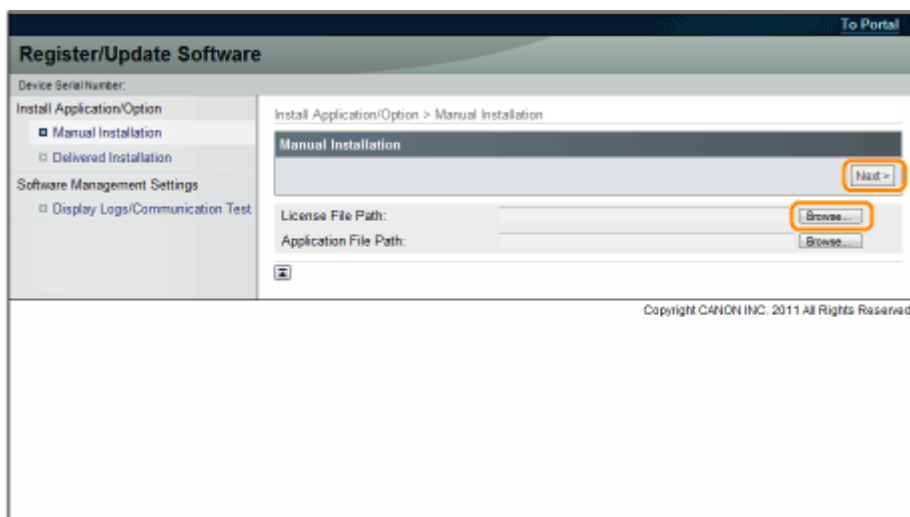 To Portal
Register/Update Software
Device Serial Number:
Install Application/Option
Manual Installation
Delivered Installation
Software Management Settings
Display Logs/Communication Test
Install Application/Option > Manual Installation
Manual Installation
Next >
License File Path:
Browse...
Application File Path:
Browse...
Copyright CANON INC. 2011 All Rights Reserved